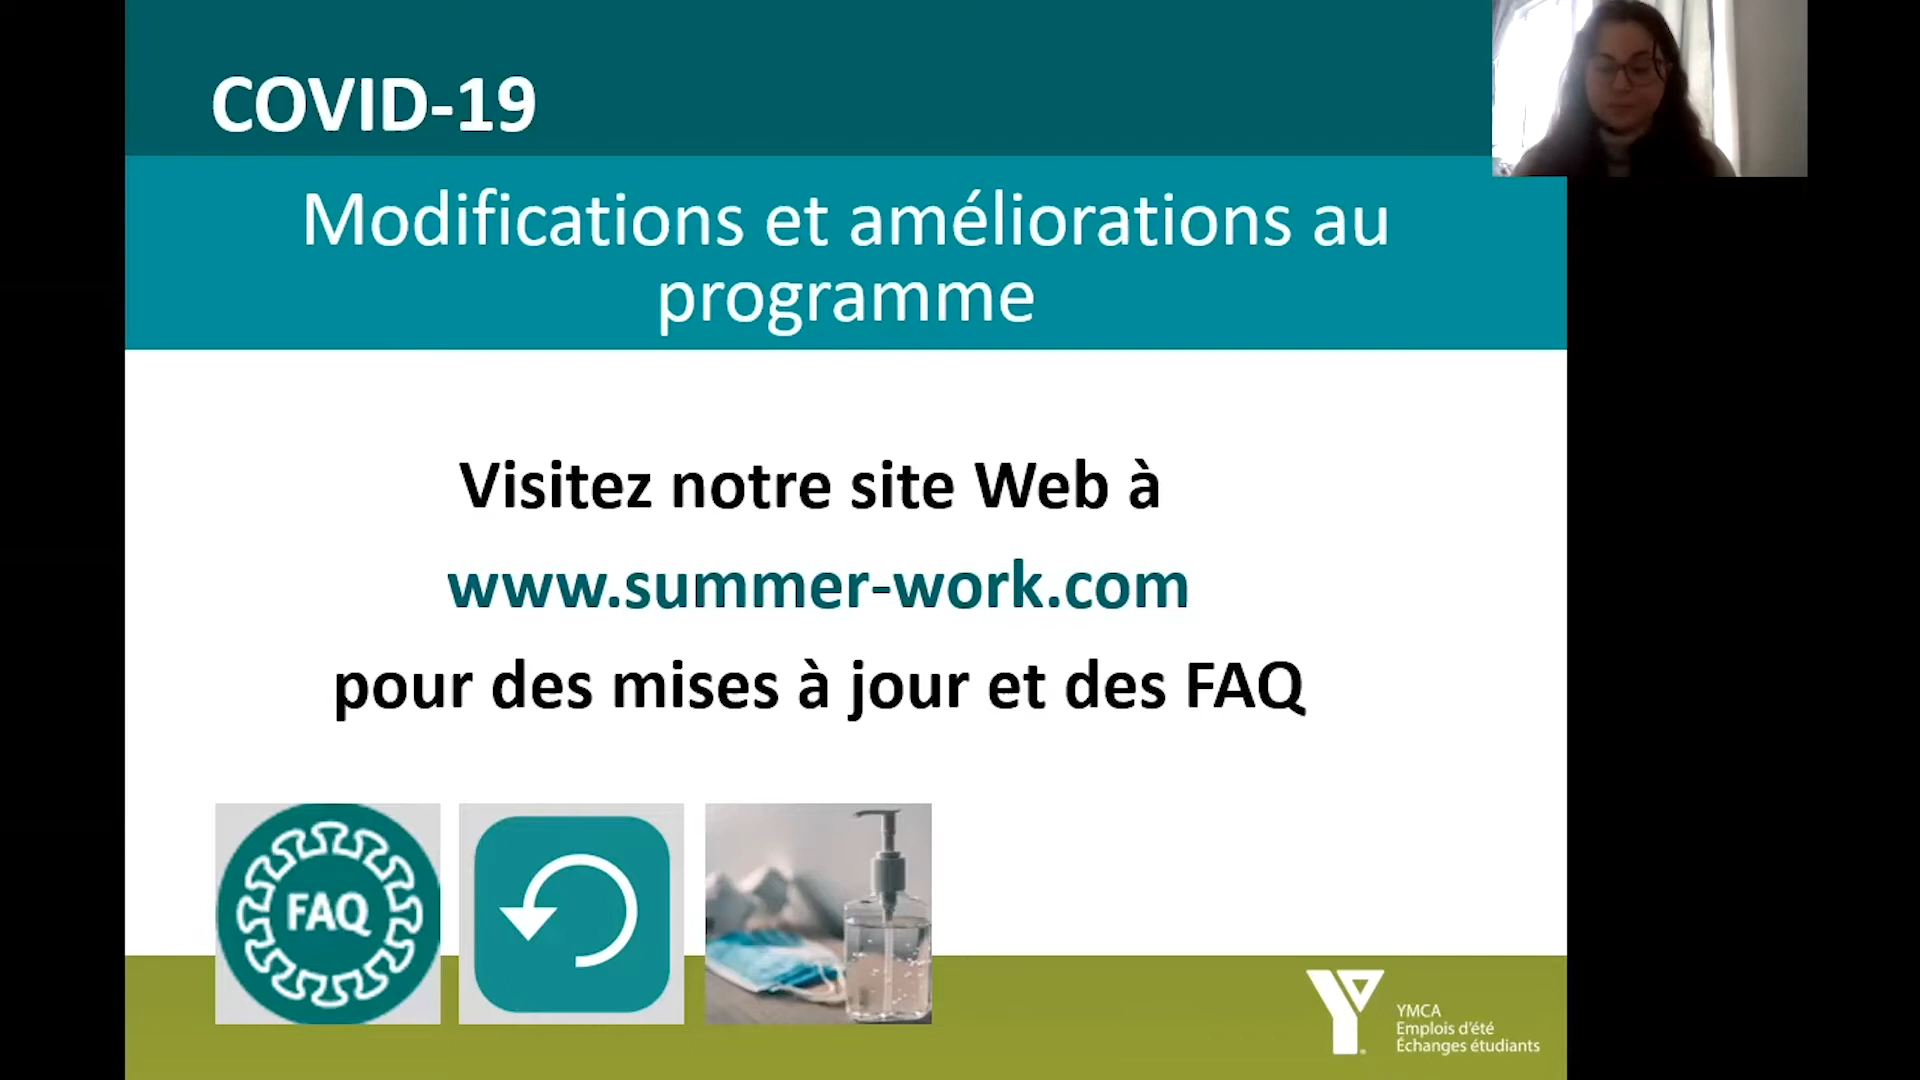 COVID-19
Modifications et améliorations au
programme
Visitez notre site Web à
www.summer-work.com
pour des mises à jour et des FAQ
FAQ
YMCA
Emplois d'été
Échanges étudiants